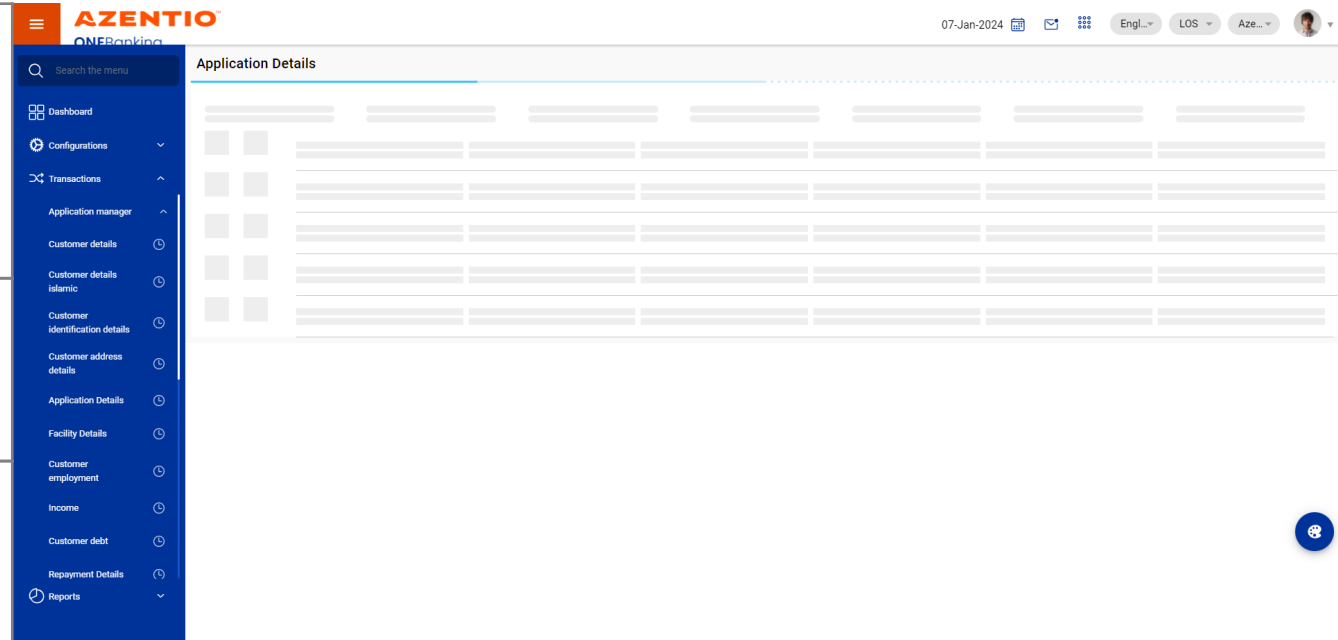 AZENTIO™
ONEBanking
07-Jan-2024
Engl...
LOS
Aze...
Search the menu
Application Details
Dashboard
Configurations
Transactions
Application manager
Customer details
Customer details
islamic
Customer
identification details
Customer address
details
Application Details
Facility Details
Customer
employment
Income
Customer debt
Repayment Details
Reports